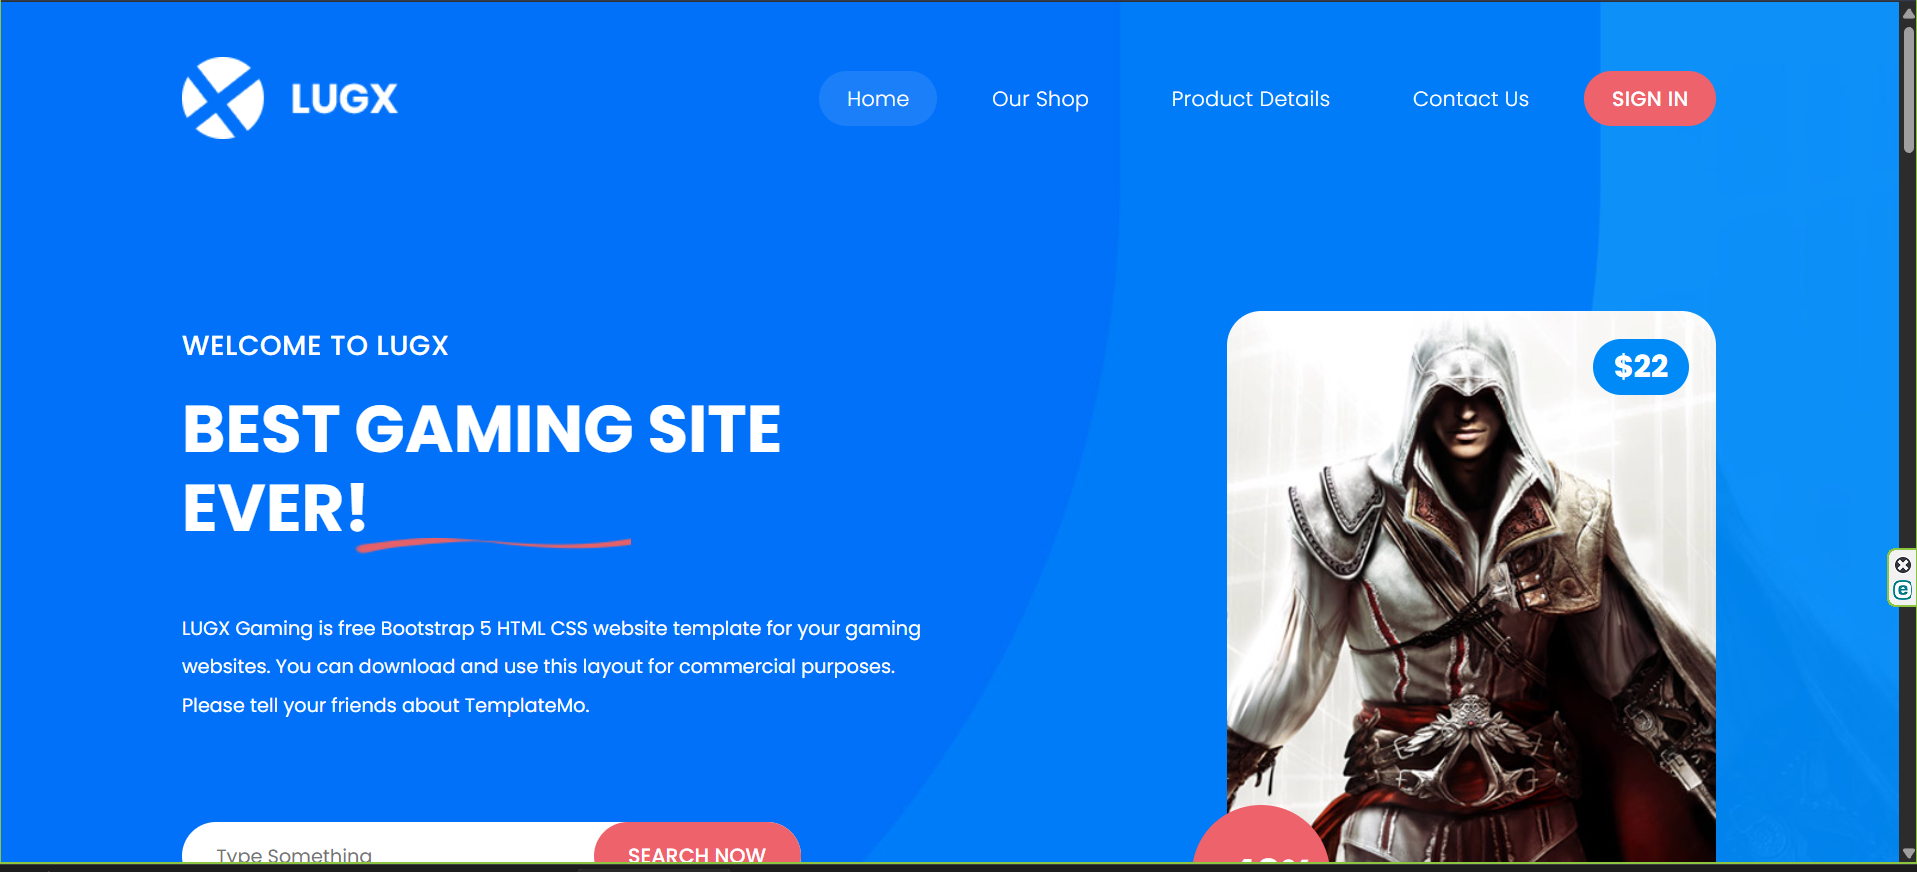 LUGX
Home
Our Shop
Product Details
Contact Us
SIGN IN
WELCOME TO LUGX
BEST GAMING SITE
EVER!
$22
LUGX Gaming is free Bootstrap 5 HTML CSS website template for your gaming
websites. You can download and use this layout for commercial purposes.
Please tell your friends about TemplateMo.
Type Something
SEARCH NOW